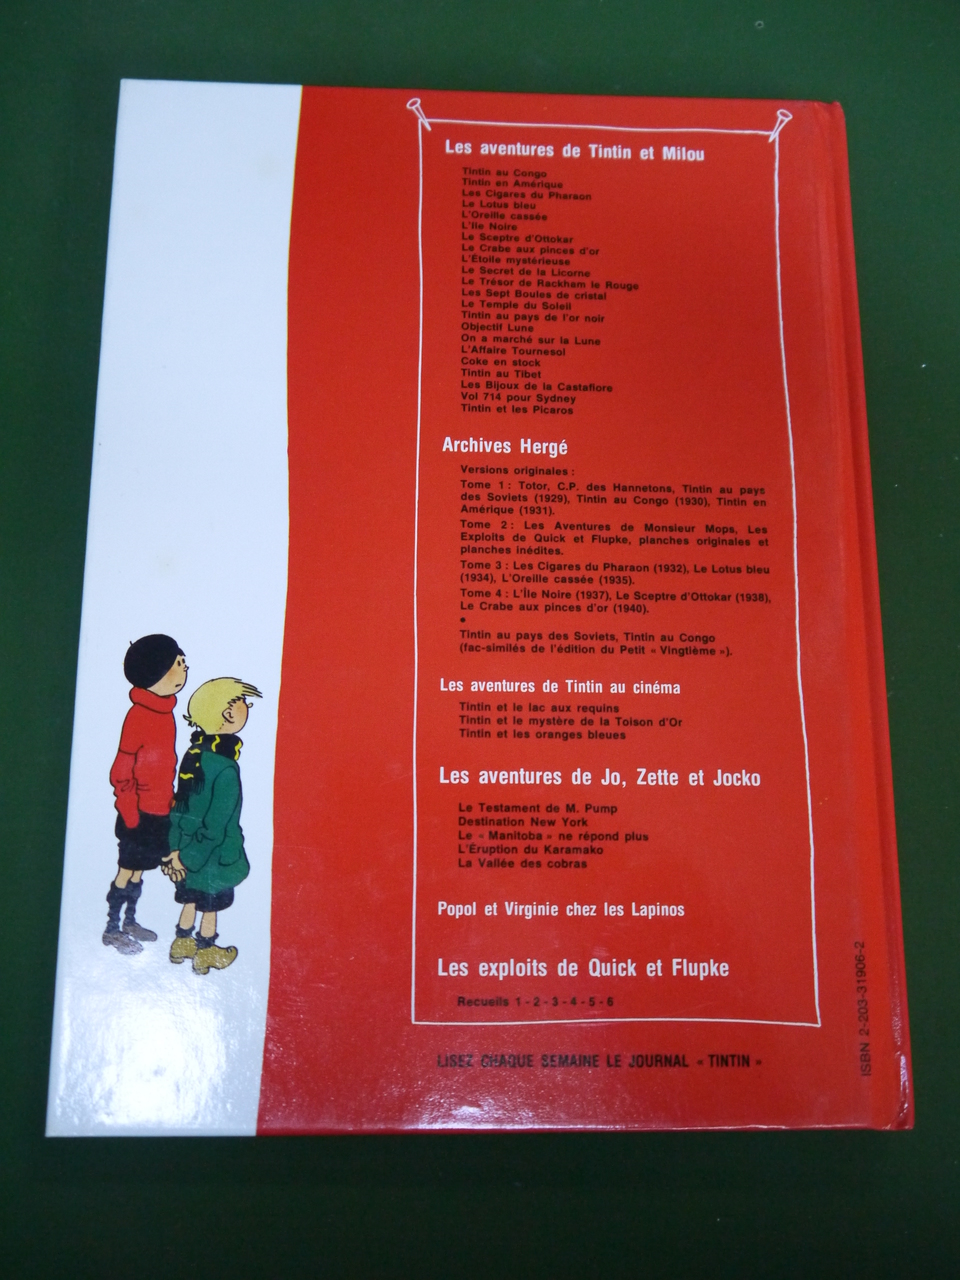 Les aventures de Tintin et Milou
Tintin au Congo
Tintin en Amérique
Les Cigares du Pharaon
Le Lotus bleu
L'Oreille cassée
L'Ile Noire
Le Sceptre d'Ottokar
Le Crabe aux pinces d'or
L'Étoile mystérieuse
Le Secret de la Licorne
Le Trésor de Rackham le Rouge
Les Sept Boules de cristal
Le Temple du Soleil
Tintin au pays de l'or noir
Objectif Lune
On a marché sur la Lune
L'Affaire Tournesol
Coke en stock
Tintin au Tibet
Les Bijoux de la Castafiore
Vol 714 pour Sydney
Tintin et les Picaros
Archives Hergé
Versions originales :
Tome 1 : Totor, C.P. des Hannetons, Tintin au pays
des Soviets (1929), Tintin au Congo (1930), Tintin en
Amérique (1931).
Tome 2 : Les Aventures de Monsieur Mops, Les
Exploits de Quick et Flupke, planches originales et
planches inédites.
Tome 3 : Les Cigares du Pharaon (1932), Le Lotus bleu
(1934), L'Oreille cassée (1935).
Tome 4 : L'Île Noire (1937), Le Sceptre d'Ottokar (1938),
Le Crabe aux pinces d'or (1940).
•
Tintin au pays des Soviets, Tintin au Congo
(fac-similés de l'édition du Petit « Vingtième »).
Les aventures de Tintin au cinéma
Tintin et le lac aux requins
Tintin et le mystère de la Toison d'Or
Tintin et les oranges bleues
Les aventures de Jo, Zette et Jocko
Le Testament de M. Pump
Destination New York
Le « Manitoba » ne répond plus
L'Éruption du Karamako
La Vallée des cobras
Popol et Virginie chez les Lapinos
Les exploits de Quick et Flupke
Recueils 1 - 2 - 3 - 4 - 5 - 6
LISEZ CHAQUE SEMAINE LE JOURNAL « TINTIN »
ISBN 2-203-31906-2